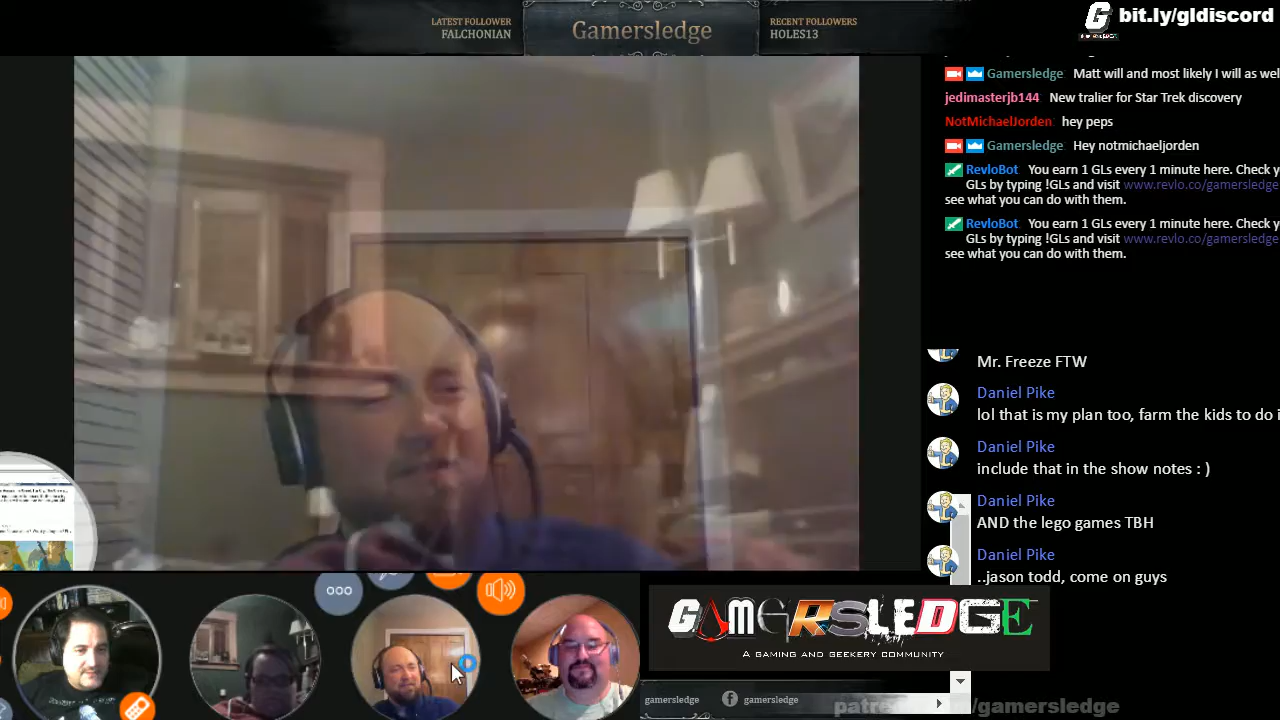 LATEST FOLLOWER
FALCHONIAN
Gamersledge
RECENT FOLLOWERS
HOLES13
bit.ly/gldiscord
Gamersledge Matt will and most likely I will as wel
jedimasterjb144 New tralier for Star Trek discovery
NotMichaelJorden hey peps
Gamersledge Hey notmichaeljorden
RevloBot You earn 1 GLs every 1 minute here. Check y
GLs by typing !GLs and visit www.revlo.co/gamersledge
see what you can do with them.
RevloBot You earn 1 GLs every 1 minute here. Check y
GLs by typing !GLs and visit www.revlo.co/gamersledge
see what you can do with them.
Mr. Freeze FTW
Daniel Pike
lol that is my plan too, farm the kids to do i
Daniel Pike
include that in the show notes : )
Daniel Pike
AND the lego games TBH
Daniel Pike
..jason todd, come on guys
GAMERSLEDGE
A GAMING AND GEEKERY COMMUNITY
gamersledge
gamersledge